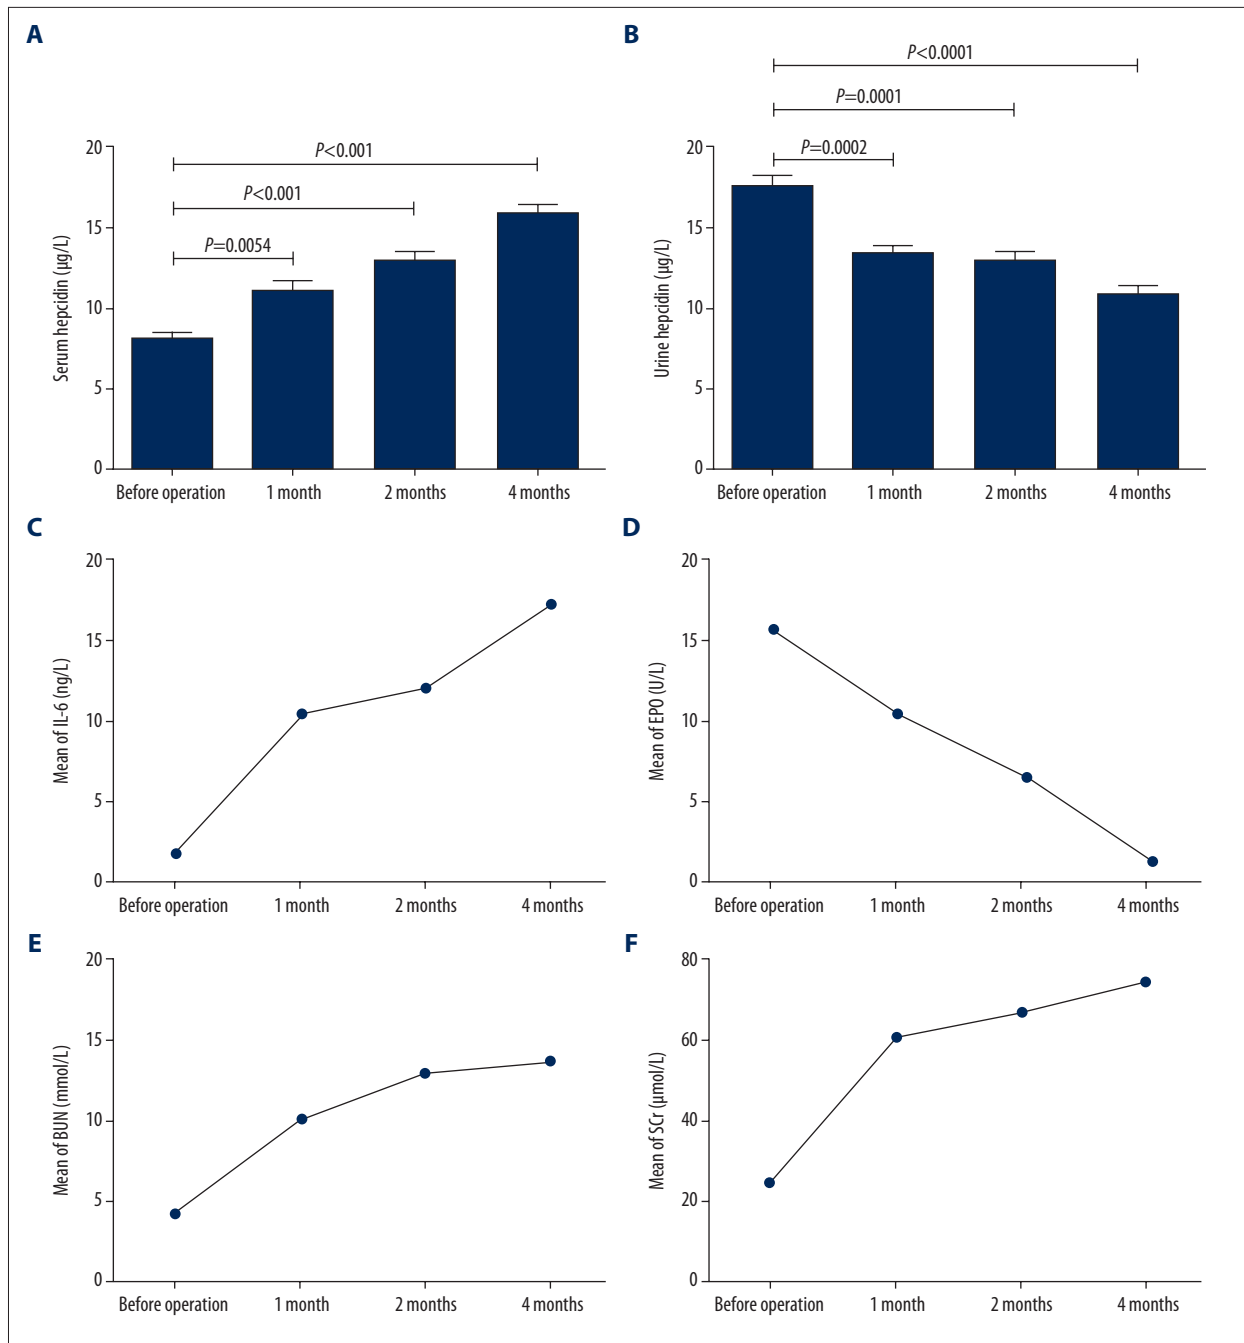 A
P<0.001
P<0.001
P=0.0054
Serum hepcidin (µg/L)
20
15
10
5
0
Before operation 1 month 2 months 4 months
B
P<0.0001
P=0.0001
P=0.0002
Urine hepcidin (µg/L)
20
15
10
5
0
Before operation 1 month 2 months 4 months
C
Mean of IL-6 (ng/L)
20
15
10
5
0
Before operation 1 month 2 months 4 months
D
Mean of EPO (U/L)
20
15
10
5
0
Before operation 1 month 2 months 4 months
E
Mean of BUN (mmol/L)
20
15
10
5
0
Before operation 1 month 2 months 4 months
F
Mean of SCr (µmol/L)
80
60
40
20
0
Before operation 1 month 2 months 4 months